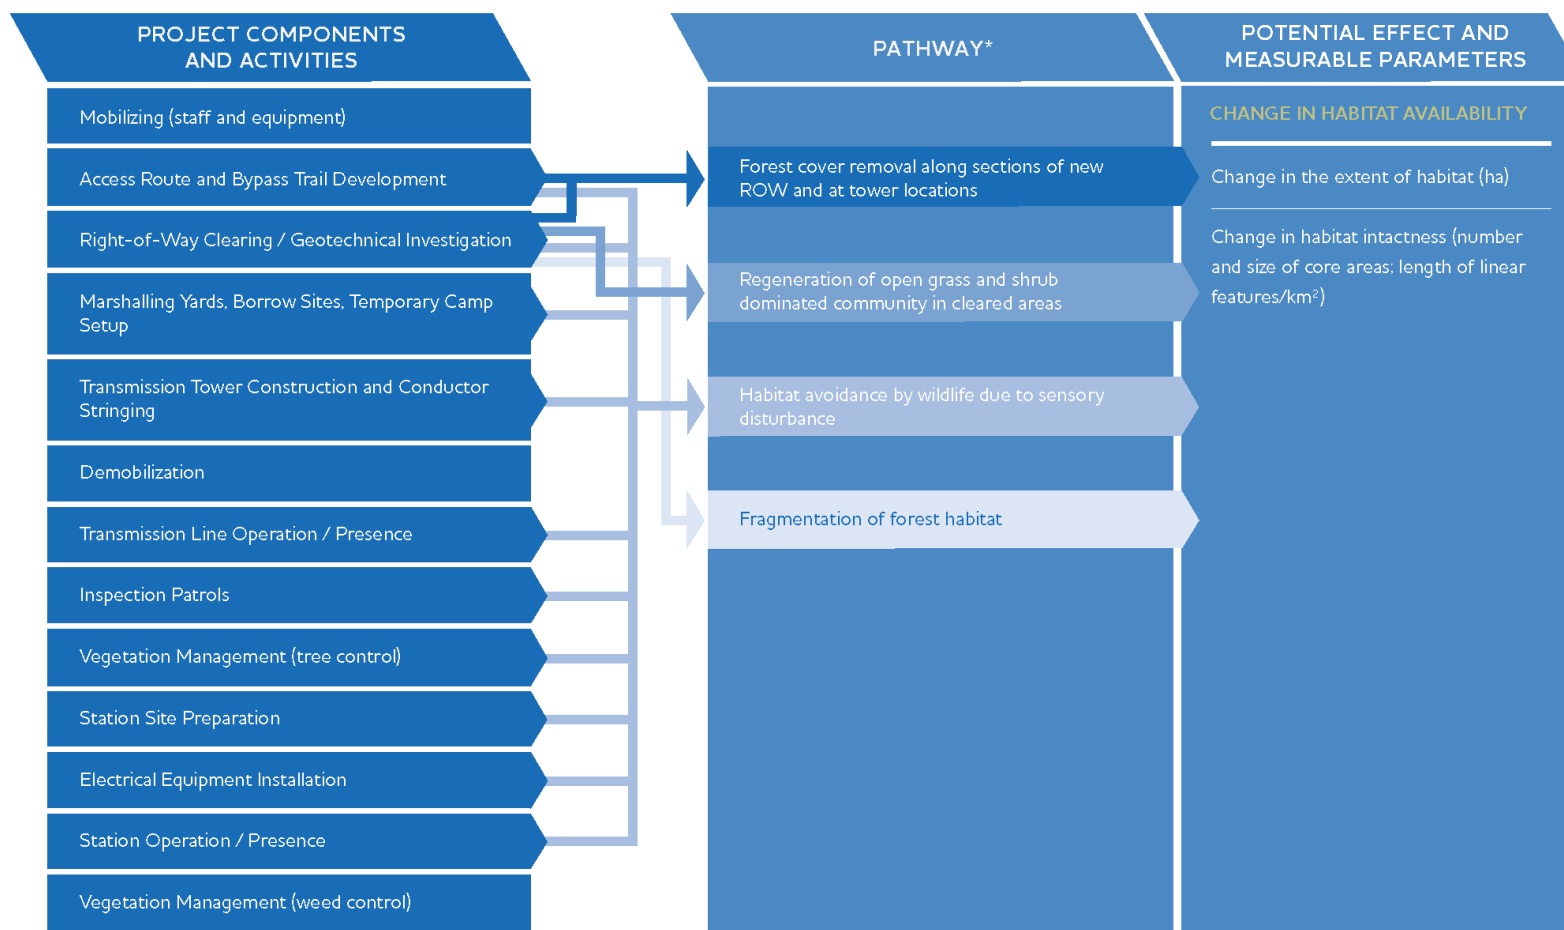 PROJECT COMPONENTS
AND ACTIVITIES
Mobilizing (staff and equipment)
Access Route and Bypass Trail Development
Right-of-Way Clearing / Geotechnical Investigation
Marshalling Yards, Borrow Sites, Temporary Camp
Setup
Transmission Tower Construction and Conductor
Stringing
Demobilization
Transmission Line Operation / Presence
Inspection Patrols
Vegetation Management (tree control)
Station Site Preparation
Electrical Equipment Installation
Station Operation / Presence
Vegetation Management (weed control)
PATHWAY*
Forest cover removal along sections of new
ROW and at tower locations
Regeneration of open grass and shrub
dominated community in cleared areas
Habitat avoidance by wildlife due to sensory
disturbance
Fragmentation of forest habitat
POTENTIAL EFFECT AND
MEASURABLE PARAMETERS
CHANGE IN HABITAT AVAILABILITY
Change in the extent of habitat (ha)
Change in habitat intactness (number
and size of core areas; length of linear
features/km²)